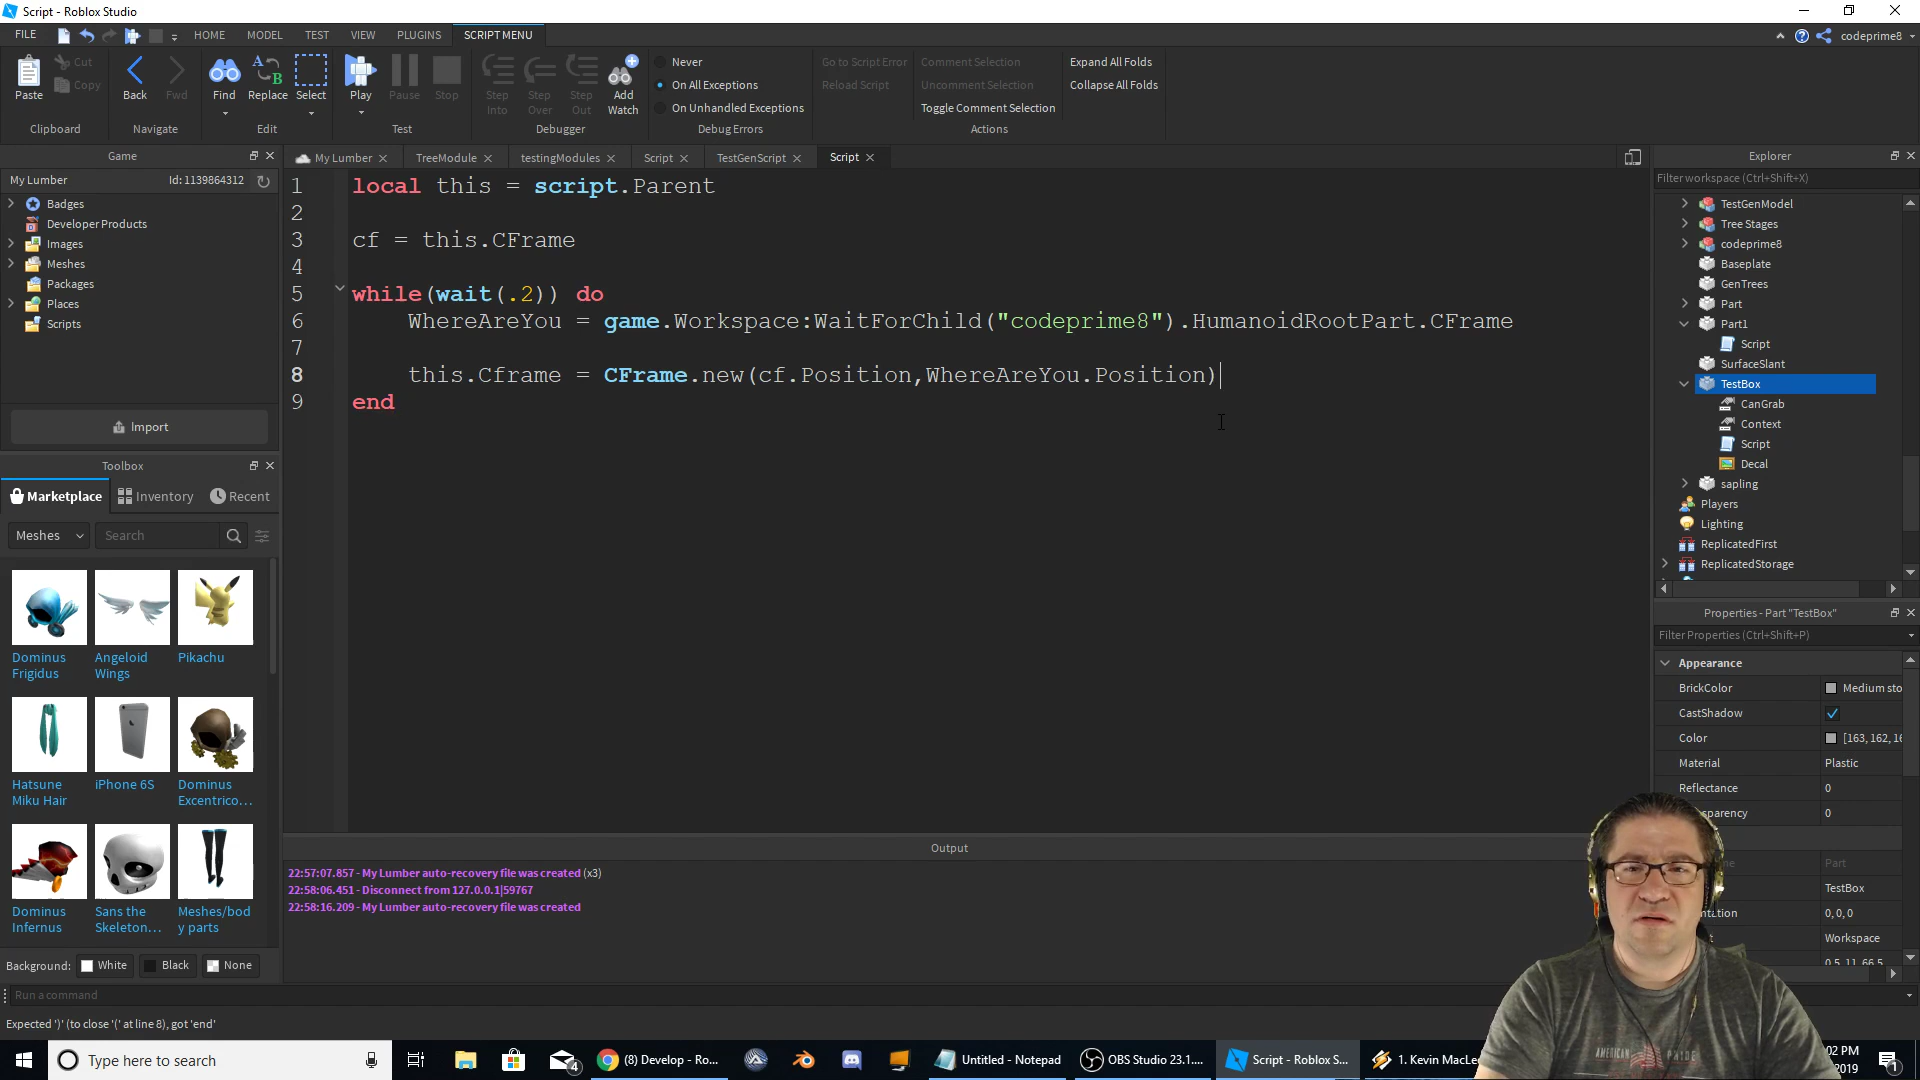 Script - Roblox Studio
FILE
HOME
MODEL
TEST
VIEW
PLUGINS
SCRIPT MENU
codeprime8
Paste
Cut
Copy
Clipboard
Back
Fwd
Navigate
Find
Replace
Select
Edit
Play
Pause
Stop
Test
Step Into
Step Over
Step Out
Add Watch
Debugger
Never
On All Exceptions
On Unhandled Exceptions
Debug Errors
Go to Script Error
Reload Script
Comment Selection
Uncomment Selection
Toggle Comment Selection
Actions
Expand All Folds
Collapse All Folds
Game
My Lumber
Id: 1139864312
Badges
Developer Products
Images
Meshes
Packages
Places
Scripts
Import
Toolbox
Marketplace
Inventory
Recent
Meshes
Search
Dominus Frigidus
Angeloid Wings
Pikachu
Hatsune Miku Hair
iPhone 6S
Dominus Excentrico...
Dominus Infernus
Sans the Skeleton...
Meshes/bod y parts
Background:
White
Black
None
My Lumber
TreeModule
testingModules
Script
TestGenScript
Script
1 local this = script.Parent
2
3 cf = this.CFrame
4
5 while(wait(.2)) do
6 WhereAreYou = game.Workspace:WaitForChild("codeprime8").HumanoidRootPart.CFrame
7
8 this.Cframe = CFrame.new(cf.Position,WhereAreYou.Position)
9 end
Output
22:57:07.857 - My Lumber auto-recovery file was created (x3)
22:58:06.451 - Disconnect from 127.0.0.1|59767
22:58:16.209 - My Lumber auto-recovery file was created
Explorer
Filter workspace (Ctrl+Shift+X)
TestGenModel
Tree Stages
codeprime8
Baseplate
GenTrees
Part
Part1
Script
SurfaceSlant
TestBox
CanGrab
Context
Script
Decal
sapling
Players
Lighting
ReplicatedFirst
ReplicatedStorage
Properties - Part "TestBox"
Filter Properties (Ctrl+Shift+P)
Appearance
BrickColor
Medium sto
CastShadow
Color
[163, 162, 16
Material
Plastic
Reflectance
0
sparency
0
Part
TestBox
ntation
0, 0, 0
Workspace
0.5, 11, 66.5
Run a command
Expected ')' (to close '(' at line 8), got 'end'
Type here to search
4
(8) Develop - Ro...
Untitled - Notepad
OBS Studio 23.1....
Script - Roblox S...
1. Kevin MacLe
02 PM
2019
1
AMERICAN PRIDE